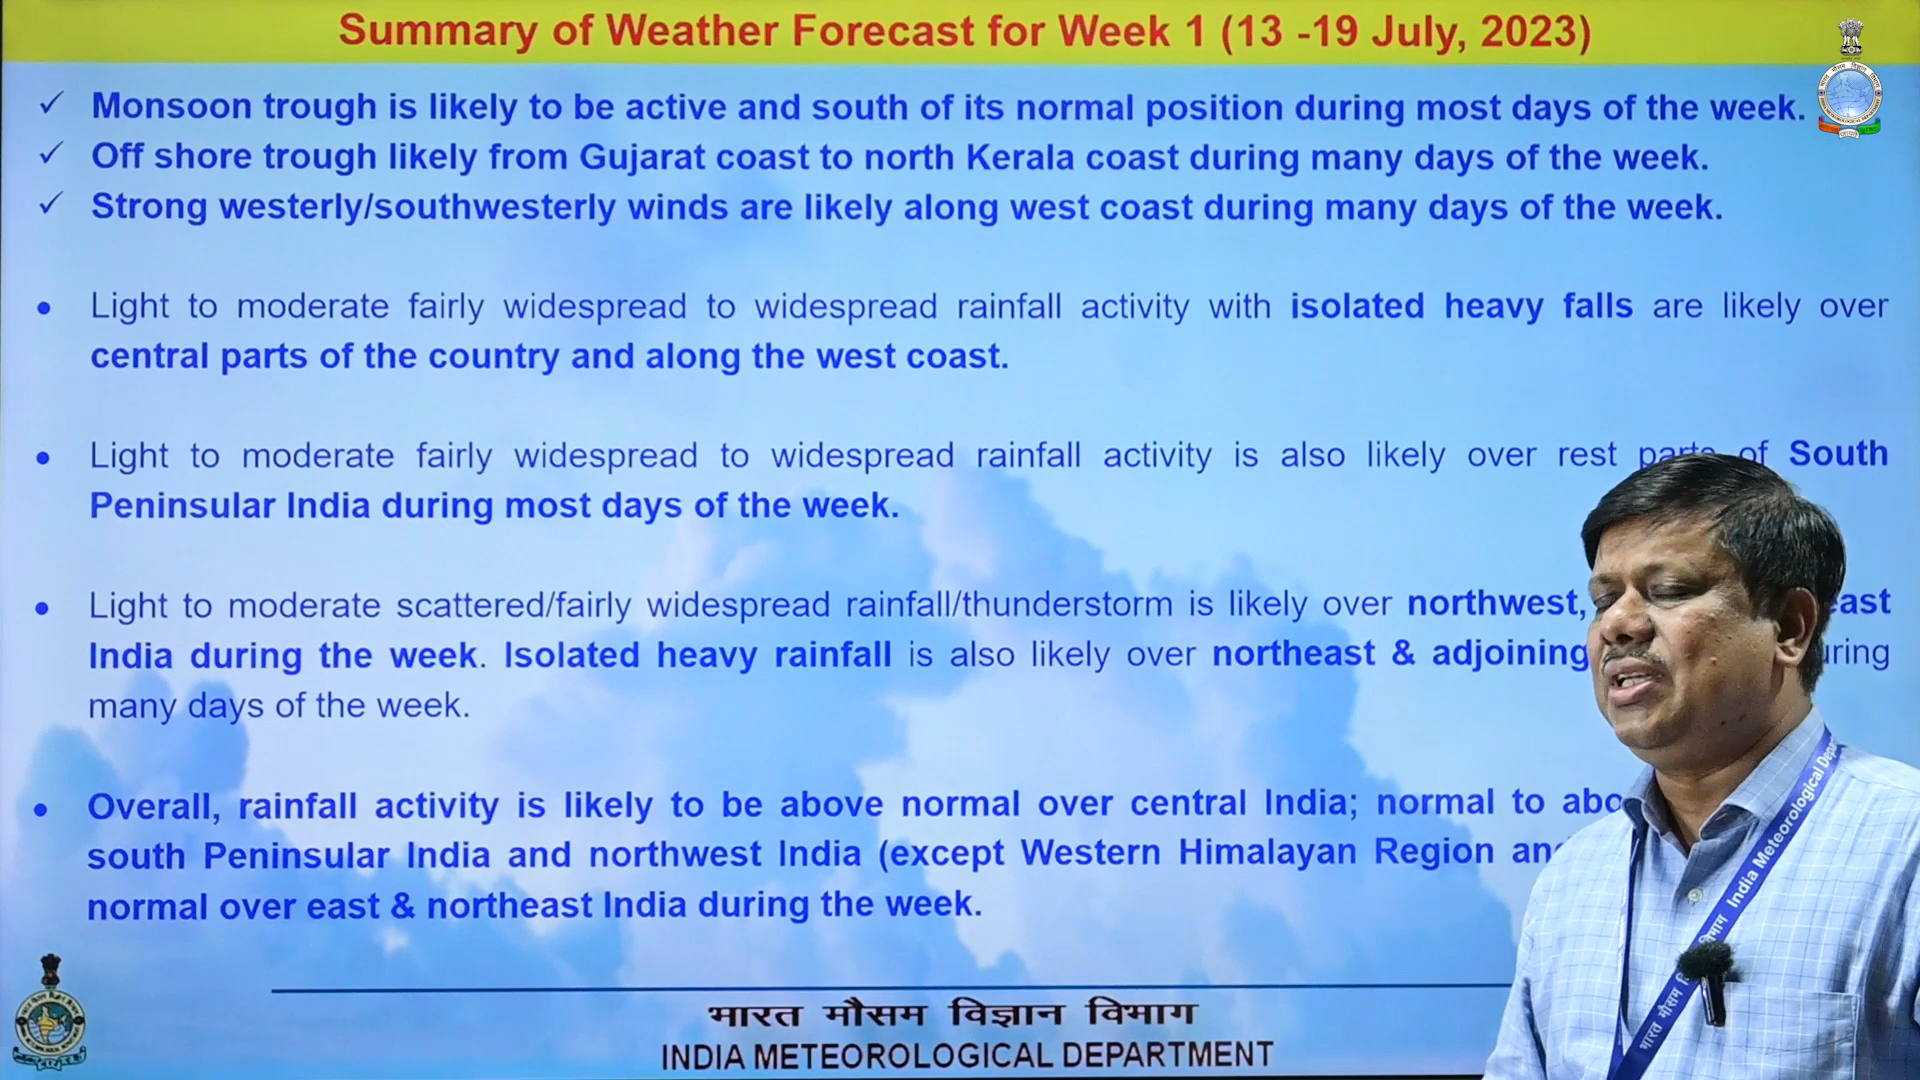 Summary of Weather Forecast for Week 1 (13 -19 July, 2023)
Monsoon trough is likely to be active and south of its normal position during most days of the week.
Off shore trough likely from Gujarat coast to north Kerala coast during many days of the week.
Strong westerly/southwesterly winds are likely along west coast during many days of the week.
Light to moderate fairly widespread to widespread rainfall activity with isolated heavy falls are likely over
central parts of the country and along the west coast.
Light to moderate fairly widespread to widespread rainfall activity is also likely over rest parts of South
Peninsular India during most days of the week.
Light to moderate scattered/fairly widespread rainfall/thunderstorm is likely over northwest,
India during the week. Isolated heavy rainfall is also likely over northeast & adjoining
many days of the week.
Overall, rainfall activity is likely to be above normal over central India; normal to
south Peninsular India and northwest India (except Western Himalayan Region
normal over east & northeast India during the week.
भारत मौसम विज्ञान विभाग
INDIA METEOROLOGICAL DEPARTMENT
India Meteorological
भारत मौसम